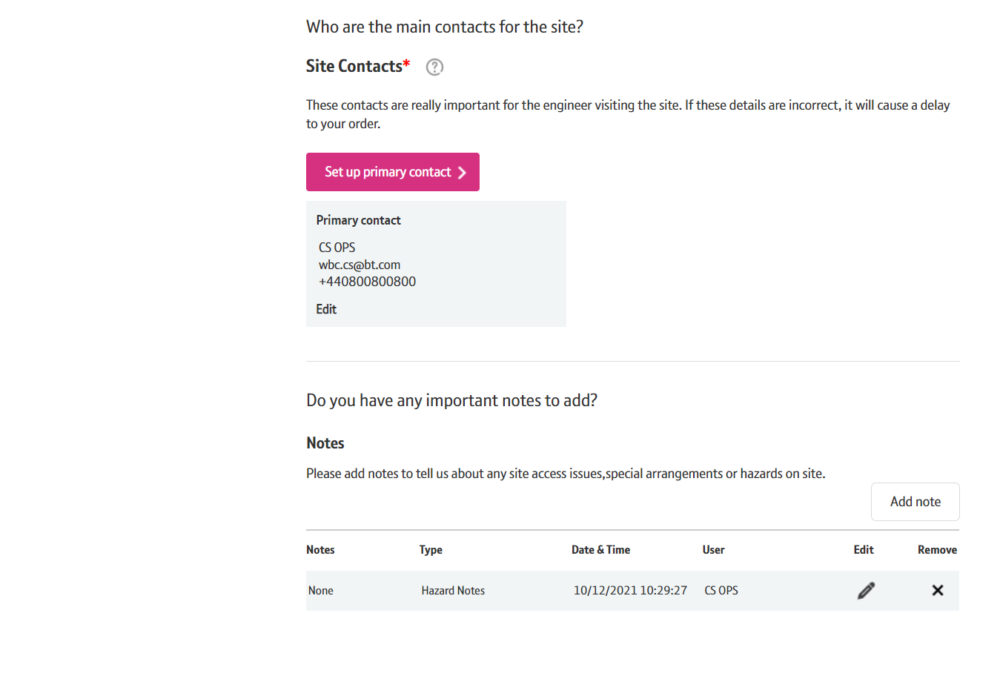 Who are the main contacts for the site?
Site Contacts*
These contacts are really important for the engineer visiting the site. If these details are incorrect, it will cause a delay
to your order.
Set up primary contact
Primary contact
CS OPS
wbc.cs@bt.com
+440800800800
Edit
Do you have any important notes to add?
Notes
Please add notes to tell us about any site access issues,special arrangements or hazards on site.
Add note
Notes Type Date & Time User Edit Remove
None Hazard Notes 10/12/2021 10:29:27 CS OPS